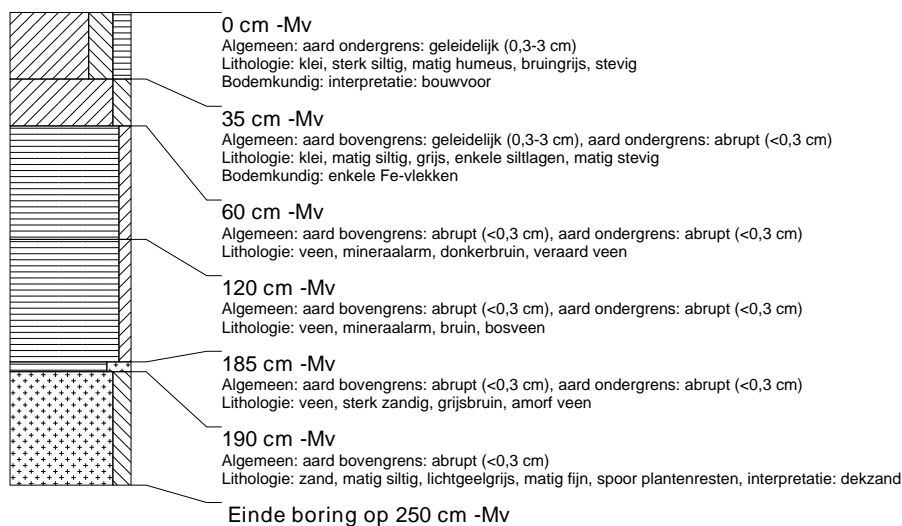 0 cm -Mv
Algemeen: aard ondergrens: geleidelijk (0,3-3 cm)
Lithologie: klei, sterk siltig, matig humeus, bruingrijs, stevig
Bodemkundig: interpretatie: bouwvoor
35 cm -Mv
Algemeen: aard bovengrens: geleidelijk (0,3-3 cm), aard ondergrens: abrupt (<0,3 cm)
Lithologie: klei, matig siltig, grijs, enkele siltlagen, matig stevig
Bodemkundig: enkele Fe-vlekken
60 cm -Mv
Algemeen: aard bovengrens: abrupt (<0,3 cm), aard ondergrens: abrupt (<0,3 cm)
Lithologie: veen, mineraalarm, donkerbruin, veraard veen
120 cm -Mv
Algemeen: aard bovengrens: abrupt (<0,3 cm), aard ondergrens: abrupt (<0,3 cm)
Lithologie: veen, mineraalarm, bruin, bosveen
185 cm -Mv
Algemeen: aard bovengrens: abrupt (<0,3 cm), aard ondergrens: abrupt (<0,3 cm)
Lithologie: veen, sterk zandig, grijsbruin, amorf veen
190 cm -Mv
Algemeen: aard bovengrens: abrupt (<0,3 cm)
Lithologie: zand, matig siltig, lichtgeelgrijs, matig fijn, spoor plantenresten, interpretatie: dekzand
Einde boring op 250 cm -Mv